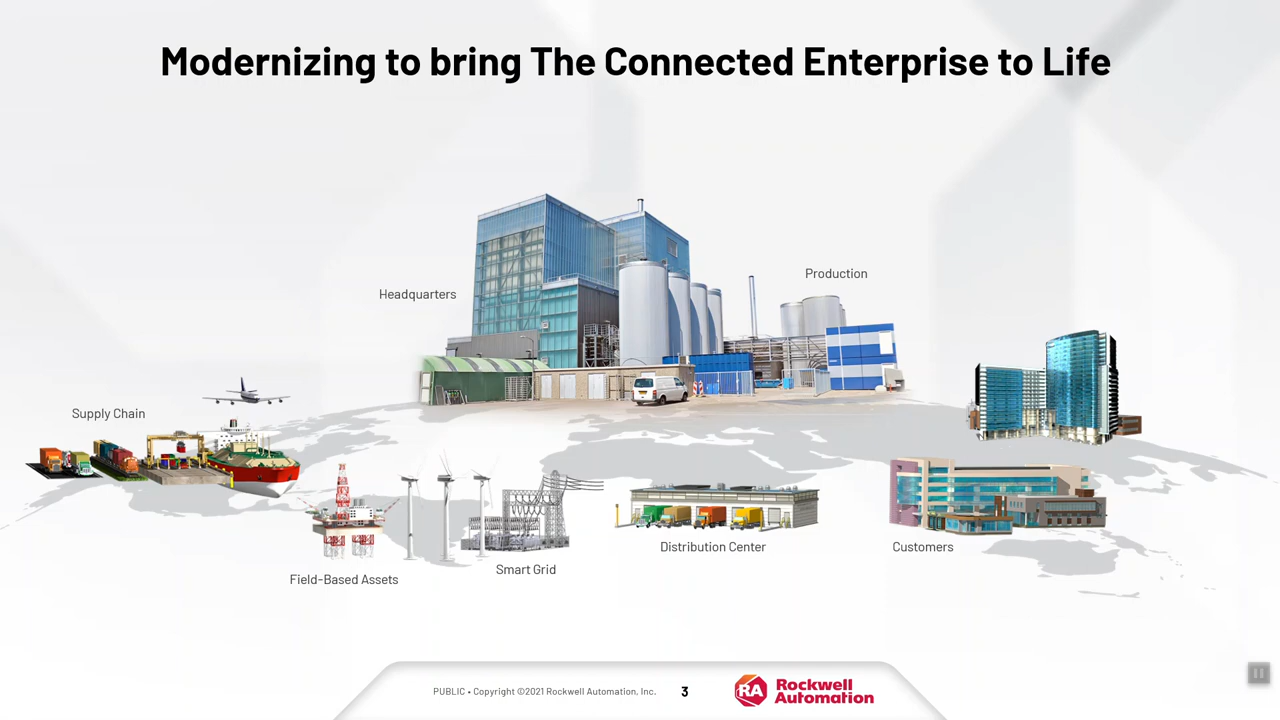 Modernizing to bring The Connected Enterprise to Life
Production
Headquarters
Supply Chain
Distribution Center
Customers
Smart Grid
Field-Based Assets
PUBLIC • Copyright ©2021 Rockwell Automation, Inc.
3
RA
Rockwell
Automation